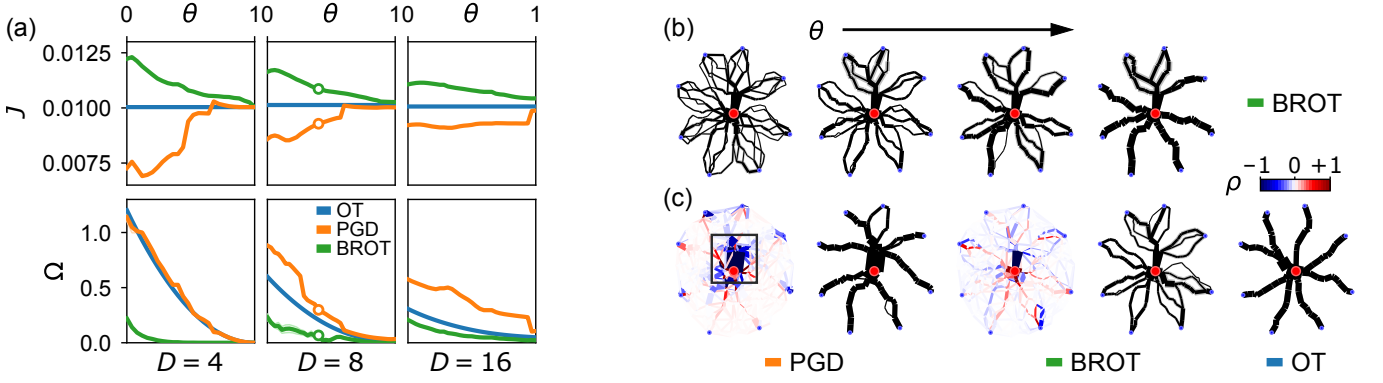 (a)
0 θ 10 θ 10 θ 1
J
0.0125
0.0100
0.0075
Ω
1.0
0.5
0.0
OT
PGD
BROT
D = 4 D = 8 D = 16
(b)
θ
BROT
ρ −1 0 +1
(c)
PGD BROT OT